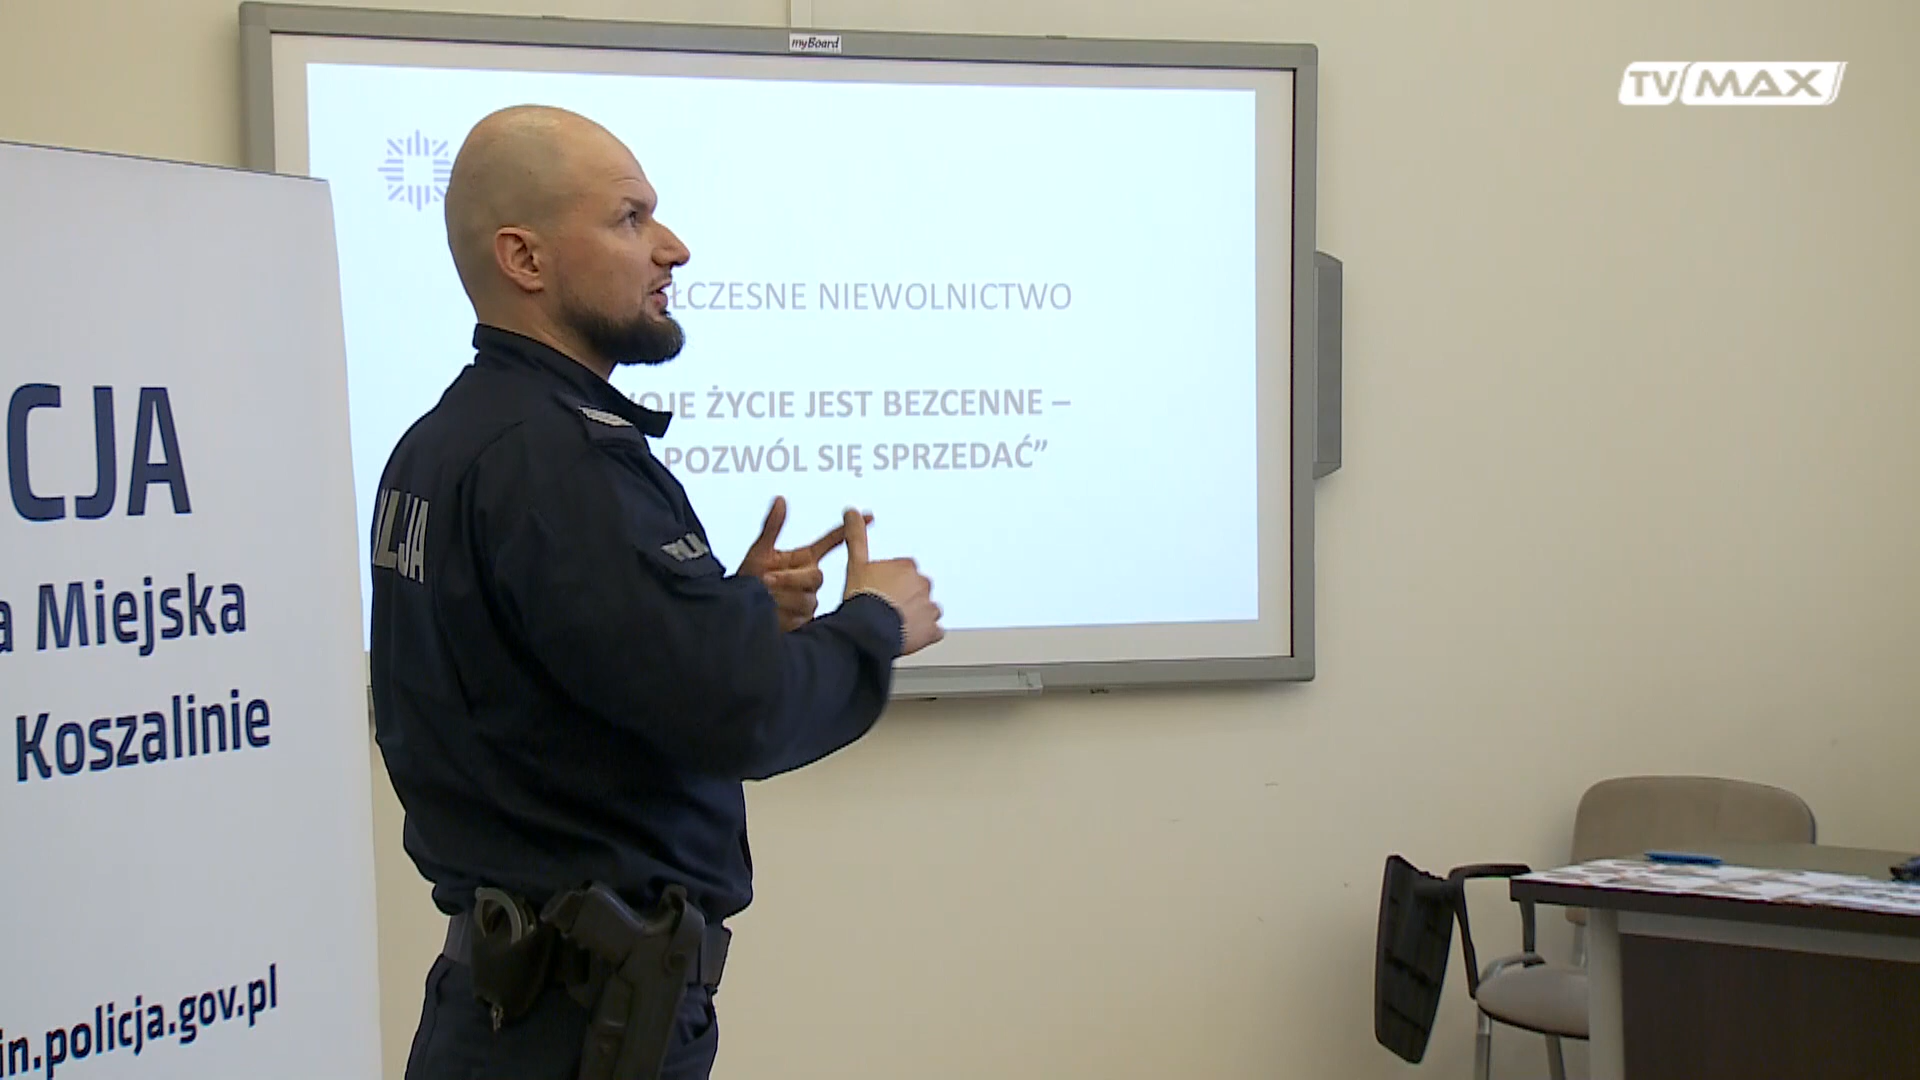 myBoard
TV MAX
ŁCZESNE NIEWOLNICTWO
OJE ŻYCIE JEST BEZCENNE –
POZWÓL SIĘ SPRZEDAĆ”
CJA
a Miejska
Koszalinie
in.policja.gov.pl
LICJA